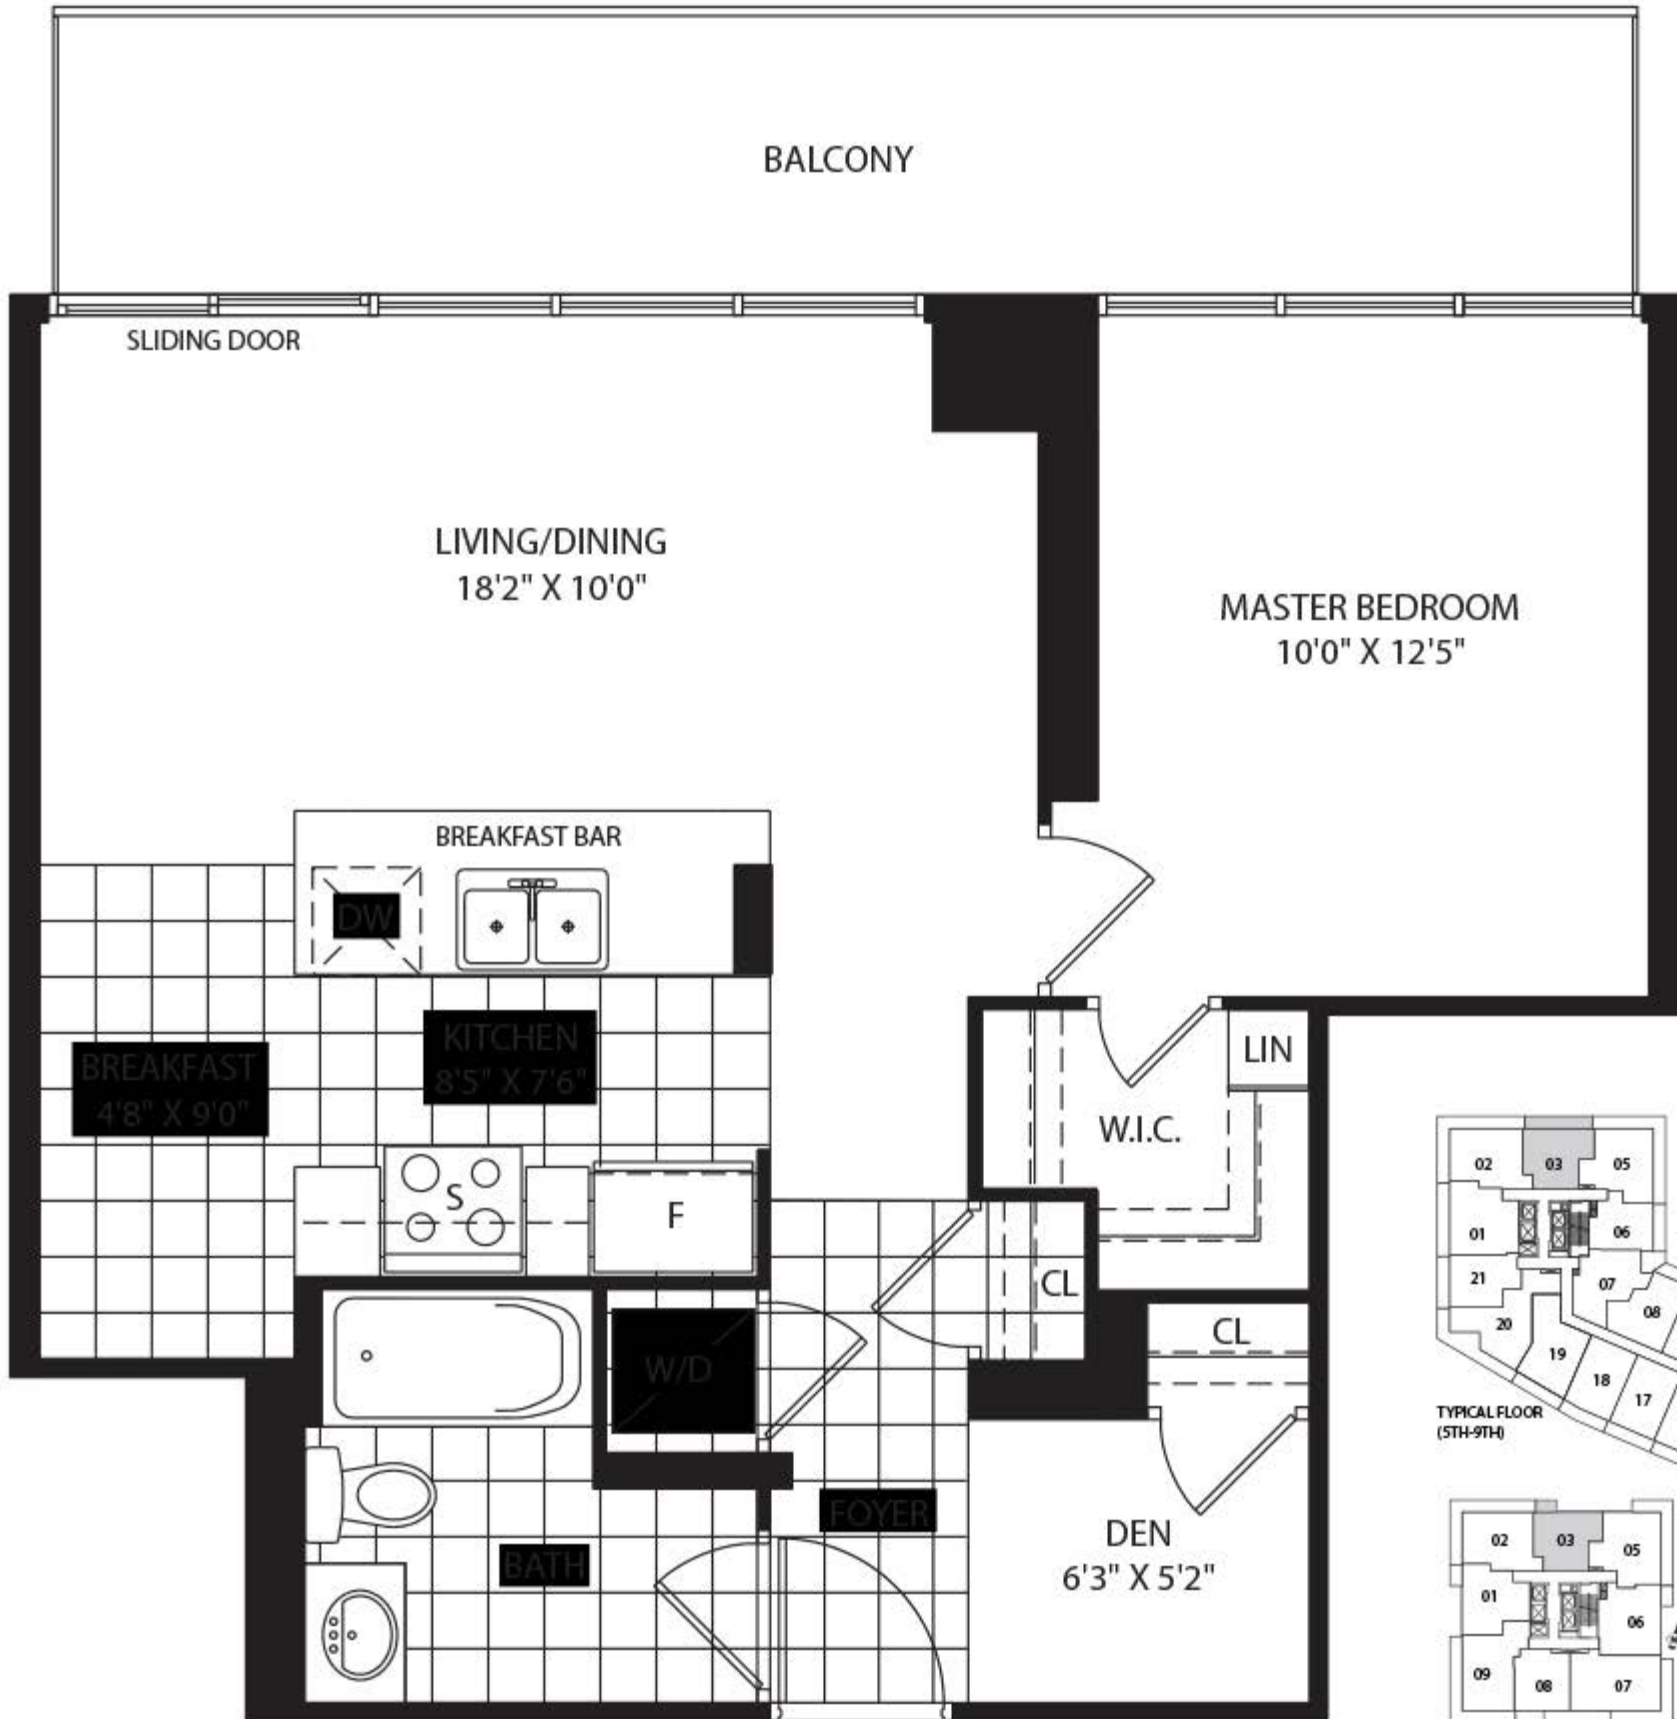 BALCONY
SLIDING DOOR
LIVING/DINING
18'2" X 10'0"
MASTER BEDROOM
10'0" X 12'5"
BREAKFAST BAR
DW
KITCHEN
8'5" X 7'6"
BREAKFAST
4'8" X 9'0"
LIN
W.I.C.
S
F
CL
CL
W/D
FOYER
BATH
DEN
6'3" X 5'2"
02
03
05
01
06
21
07
08
20
19
18
17
TYPICAL FLOOR
(5TH-9TH)
02
03
05
01
06
09
08
07